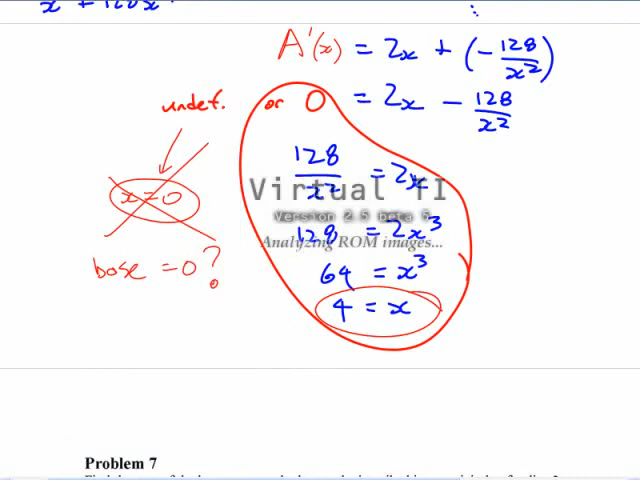 A'(x) = 2x + (- 128/x²)
undef. or 0 = 2x - 128/x²
128/x² = 2x
x = 0
Virtual TI
Version 2.5 beta 5
128 = 2x³
Analyzing ROM images...
base = 0?
64 = x³
4 = x
Problem 7